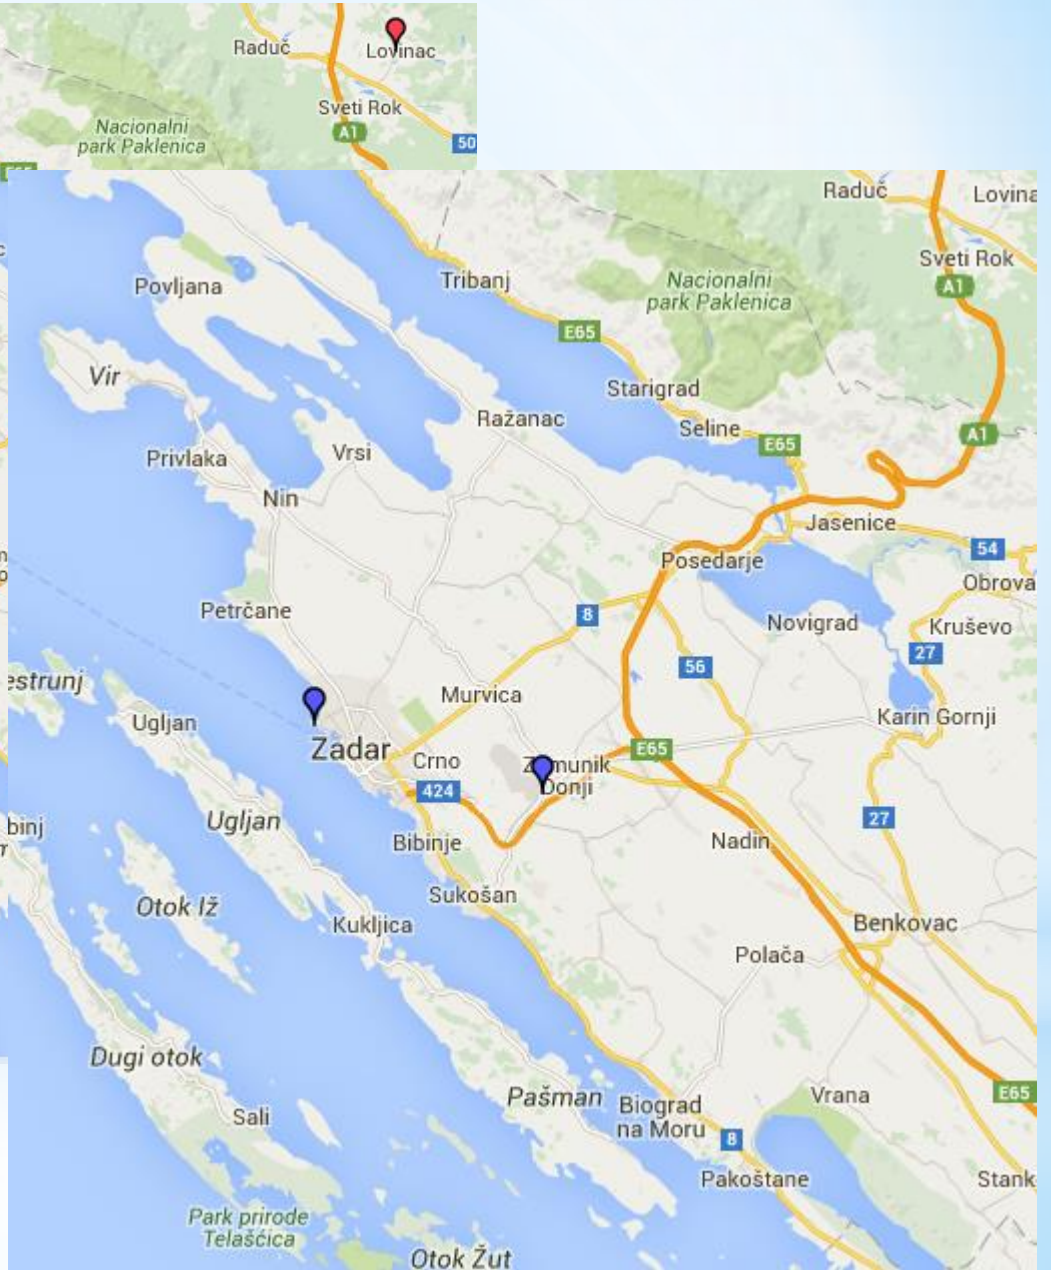 Raduč
Lovinac
Sveti Rok
A1
Nacionalni
park Paklenica
50
Raduč
Lovina
Sveti Rok
A1
Povljana
Tribanj
Nacionalni
park Paklenica
E65
Vir
Starigrad
Ražanac
Seline
E65
A1
Privlaka
Vrsi
Nin
Jasenice
54
Posedarje
Obrova
Petrčane
8
Novigrad
Kruševo
27
56
estrunj
Murvica
Ugljan
Karin Gornji
Zadar
Crno
E65
Donji
424
27
binj
Ugljan
Bibinje
Nadin
Sukošan
Otok Iž
Kukljica
Benkovac
Polača
Dugi otok
Pašman
Biograd
na Moru
Vrana
E65
Sali
8
Pakoštane
Stank
Park prirode
Telašćica
Otok Žut